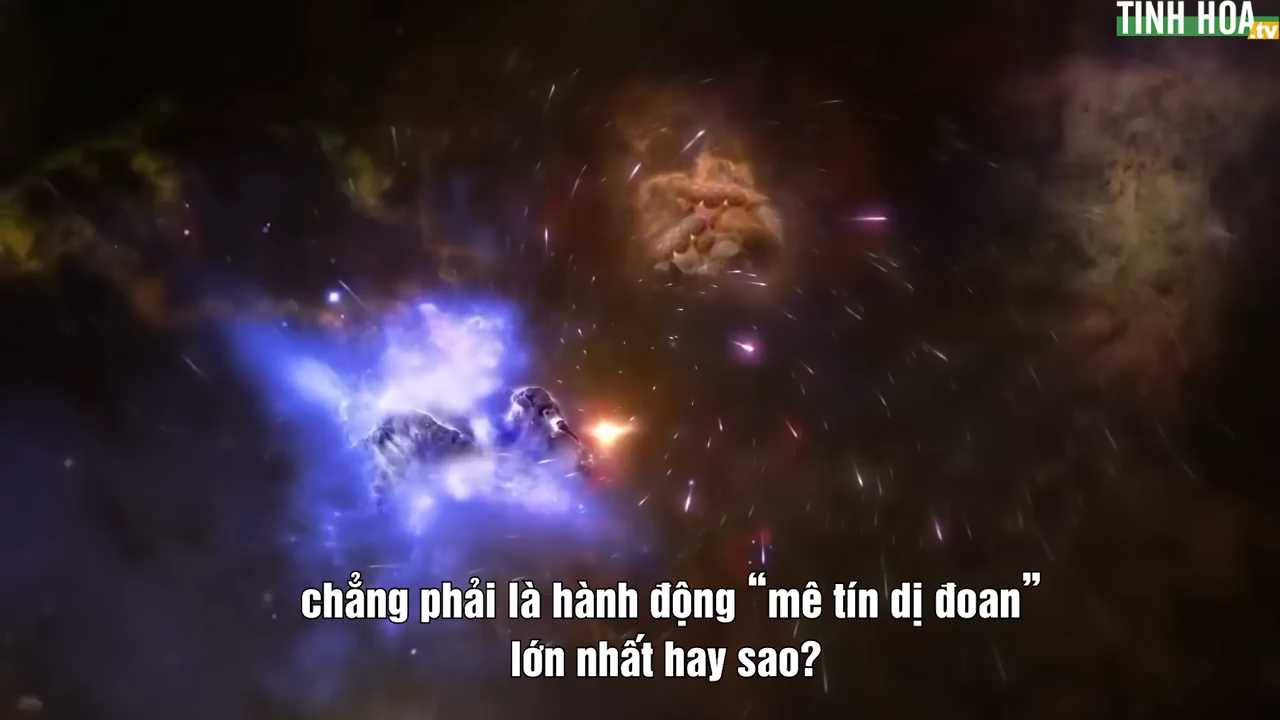 TINH HOA
.tv
chẳng phải là hành động “mê tín dị đoan”
lớn nhất hay sao?